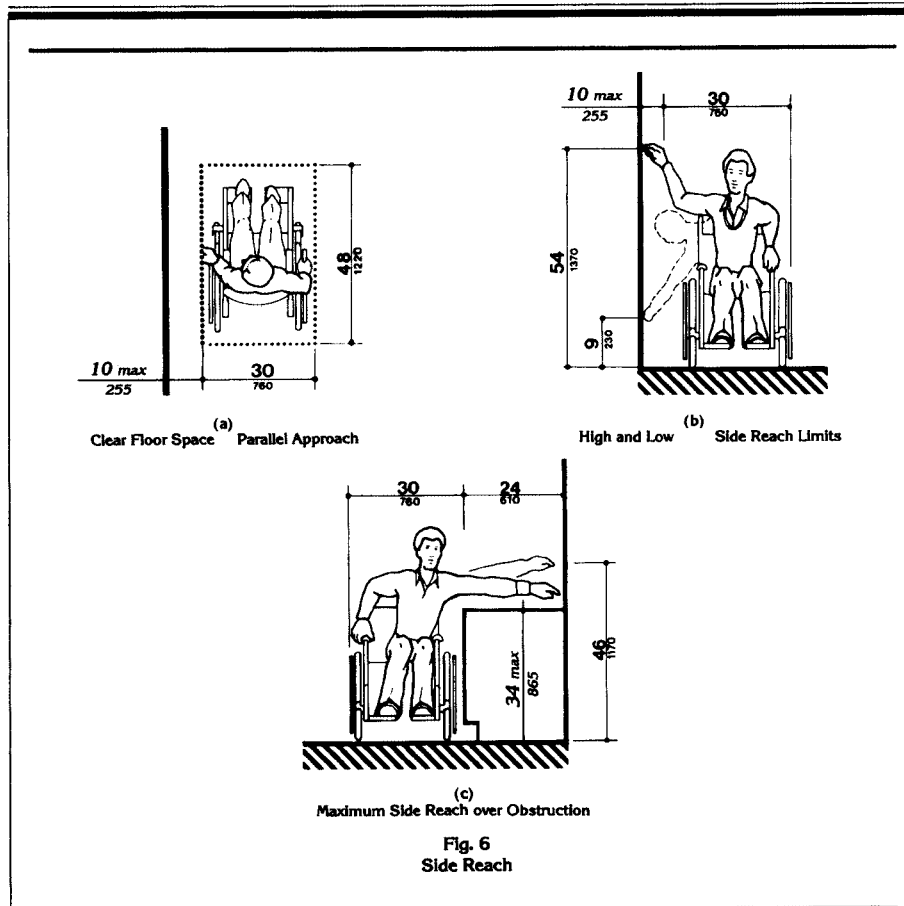 10 max
255
30
760
48
1220
10 max
255
30
760
54
1370
9
230
(a)
Clear Floor Space Parallel Approach
(b)
High and Low Side Reach Limits
30
760
24
610
34 max
865
46
1170
(c)
Maximum Side Reach over Obstruction
Fig. 6
Side Reach